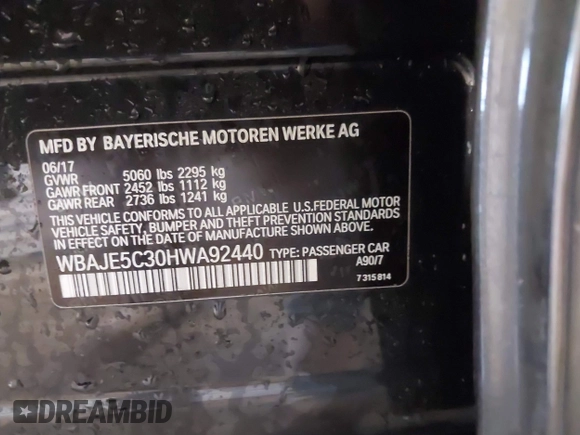 MFD BY BAYERISCHE MOTOREN WERKE AG
06/17
GVWR 5060 lbs 2295 kg
GAWR FRONT 2452 lbs 1112 kg
GAWR REAR 2736 lbs 1241 kg
THIS VEHICLE CONFORMS TO ALL APPLICABLE U.S.FEDERAL MOTOR
VEHICLE SAFETY, BUMPER AND THEFT PREVENTION STANDARDS
IN EFFECT ON THE DATE OF MANUFACTURE SHOWN ABOVE.
WBAJE5C30HWA92440 TYPE: PASSENGER CAR
A90/7
7 315 814
DREAMBID